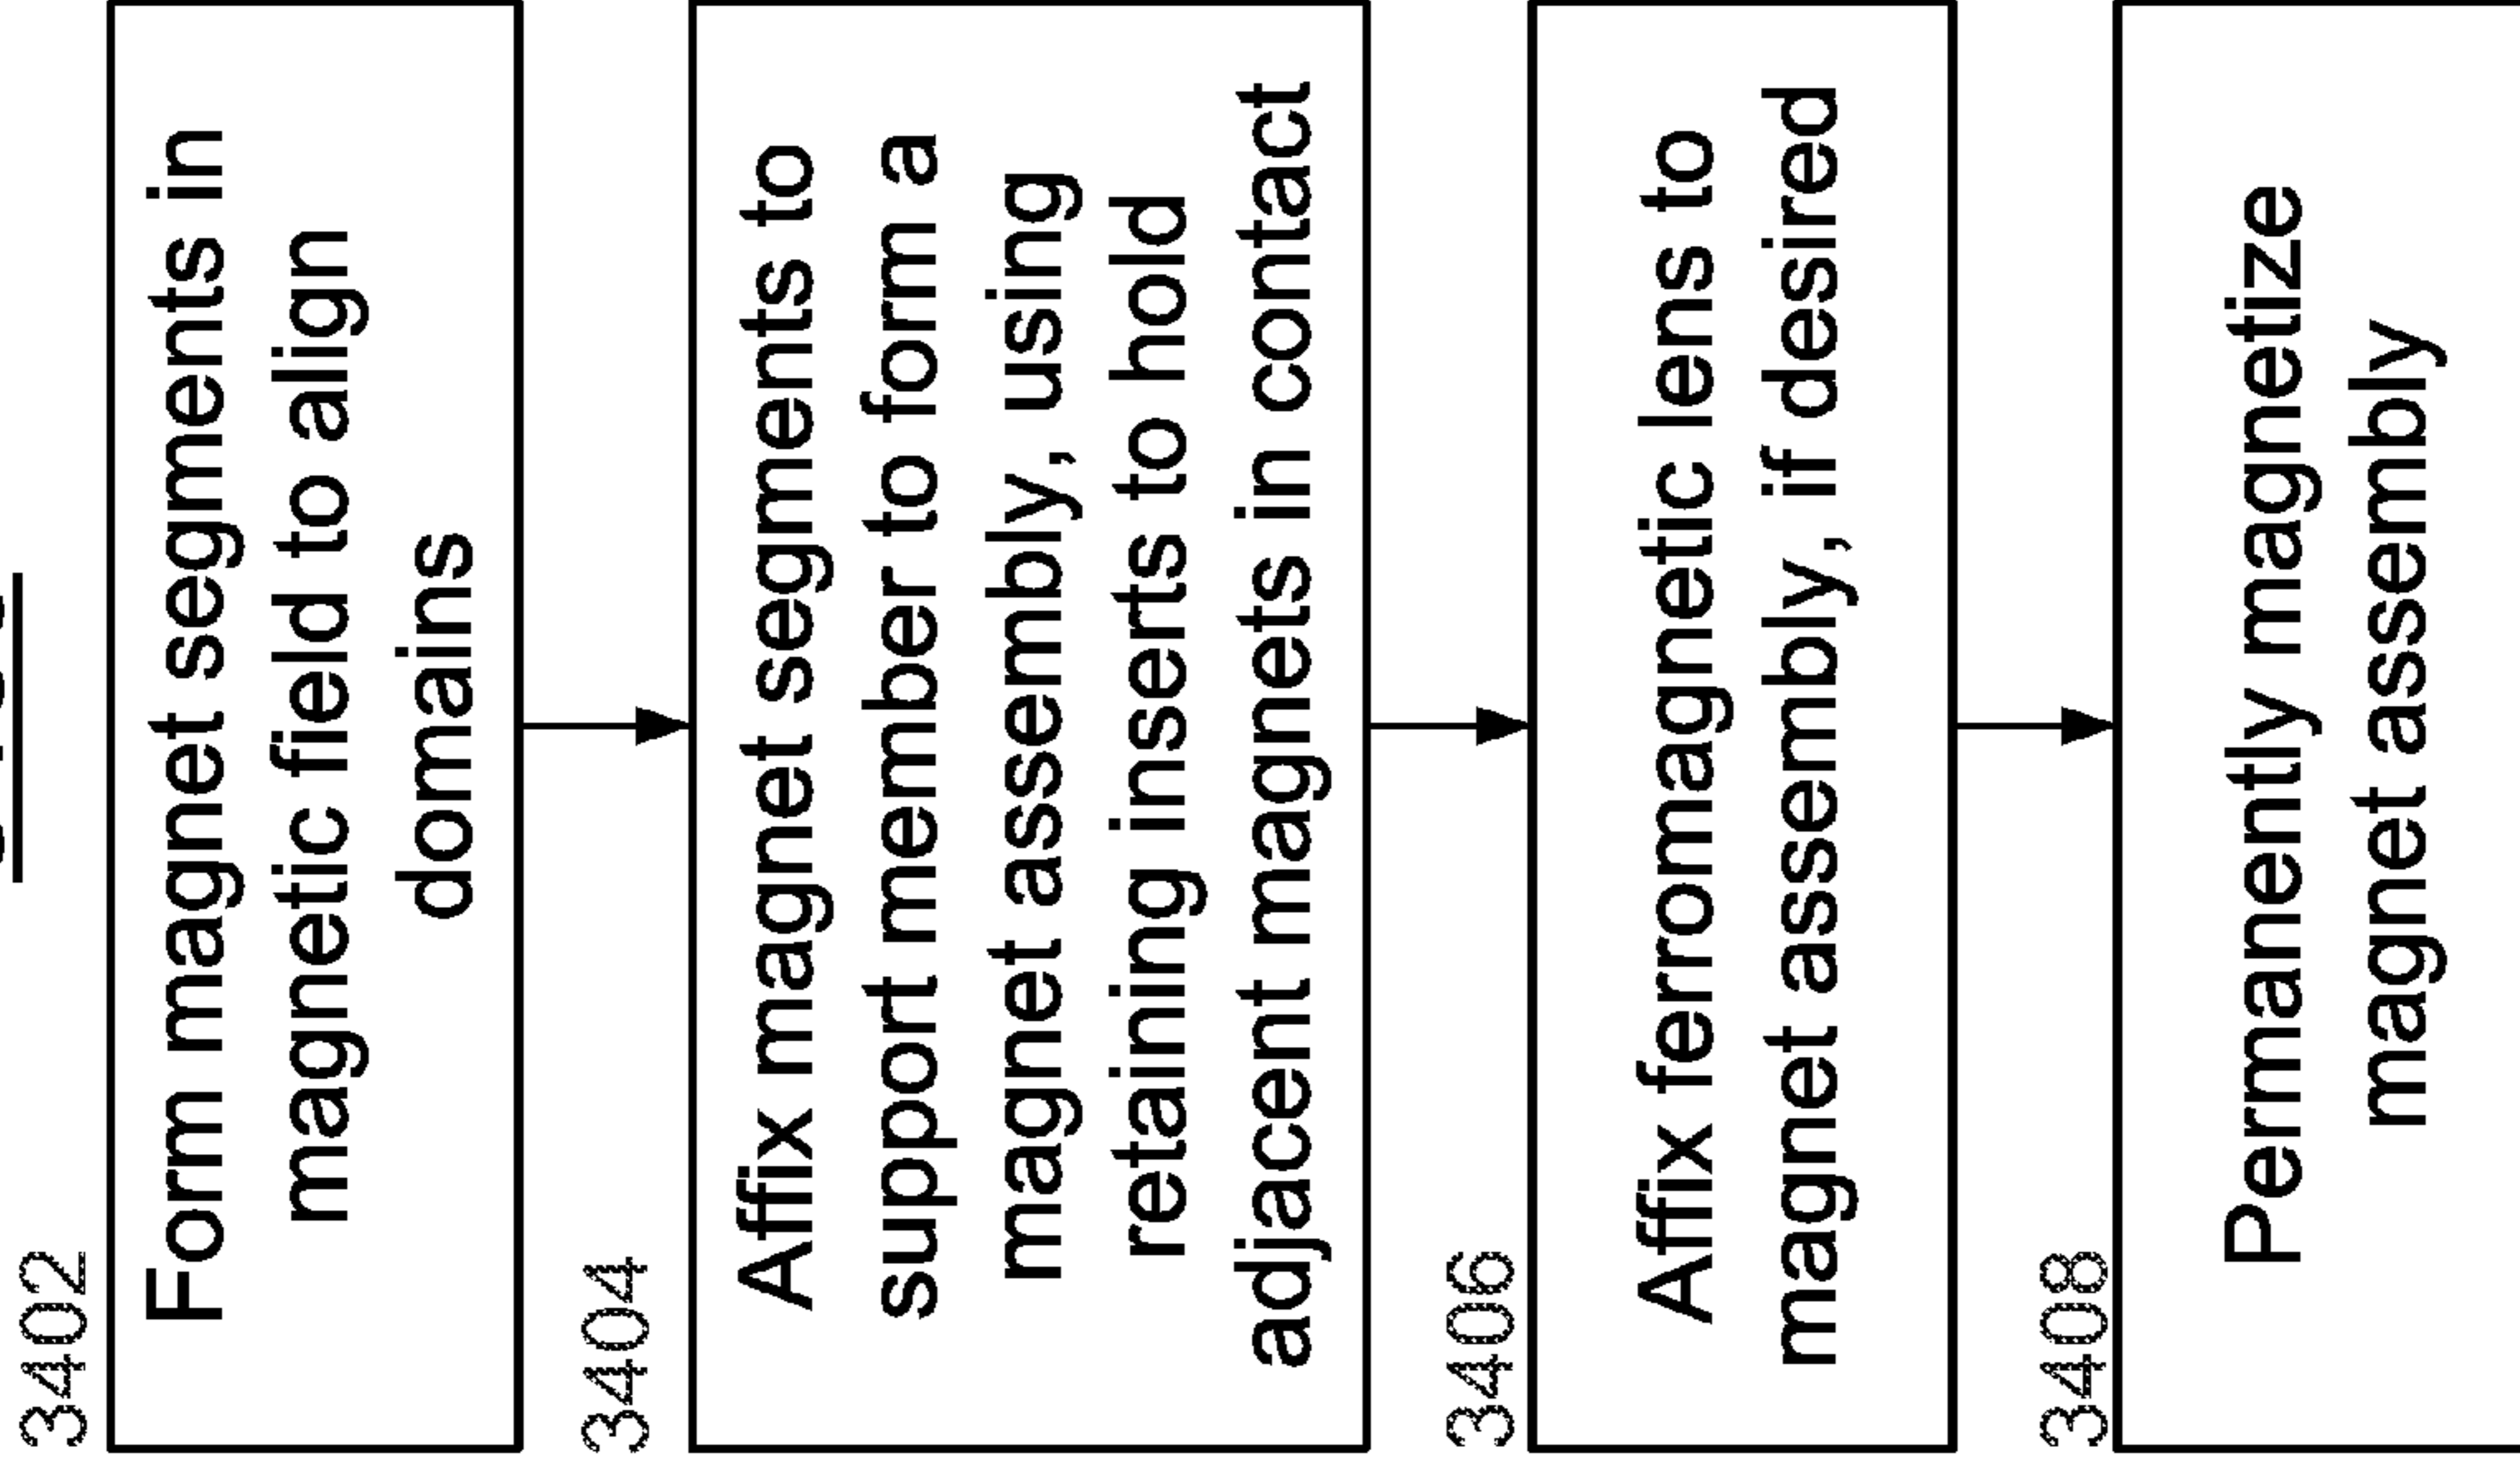 3402
Form magnet segments in
magnetic field to align
domains
3404
Affix magnet segments to
support member to form a
magnet assembly, using
retaining inserts to hold
adjacent magnets in contact
3406
Affix ferromagnetic lens to
magnet assembly, if desired
3408
Permanently magnetize
magnet assembly